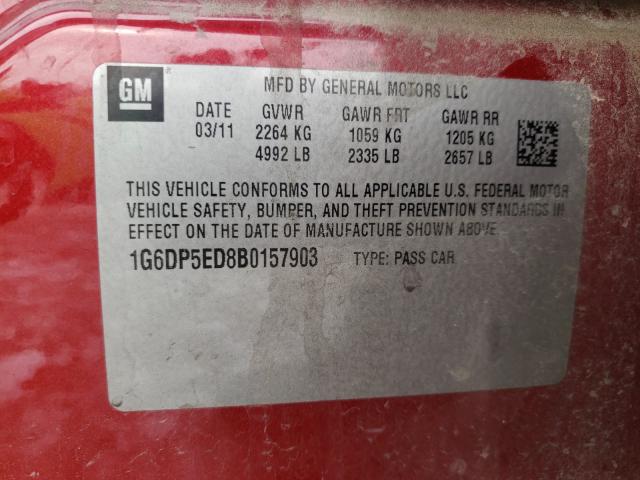 GM
MFD BY GENERAL MOTORS LLC
DATE GVWR GAWR FRT GAWR RR
03/11 2264 KG 1059 KG 1205 KG
4992 LB 2335 LB 2657 LB
THIS VEHICLE CONFORMS TO ALL APPLICABLE U.S. FEDERAL MOTOR
VEHICLE SAFETY, BUMPER, AND THEFT PREVENTION STANDARDS IN
EFFECT ON THE DATE OF MANUFACTURE SHOWN ABOVE.
1G6DP5ED8B0157903 TYPE: PASS CAR